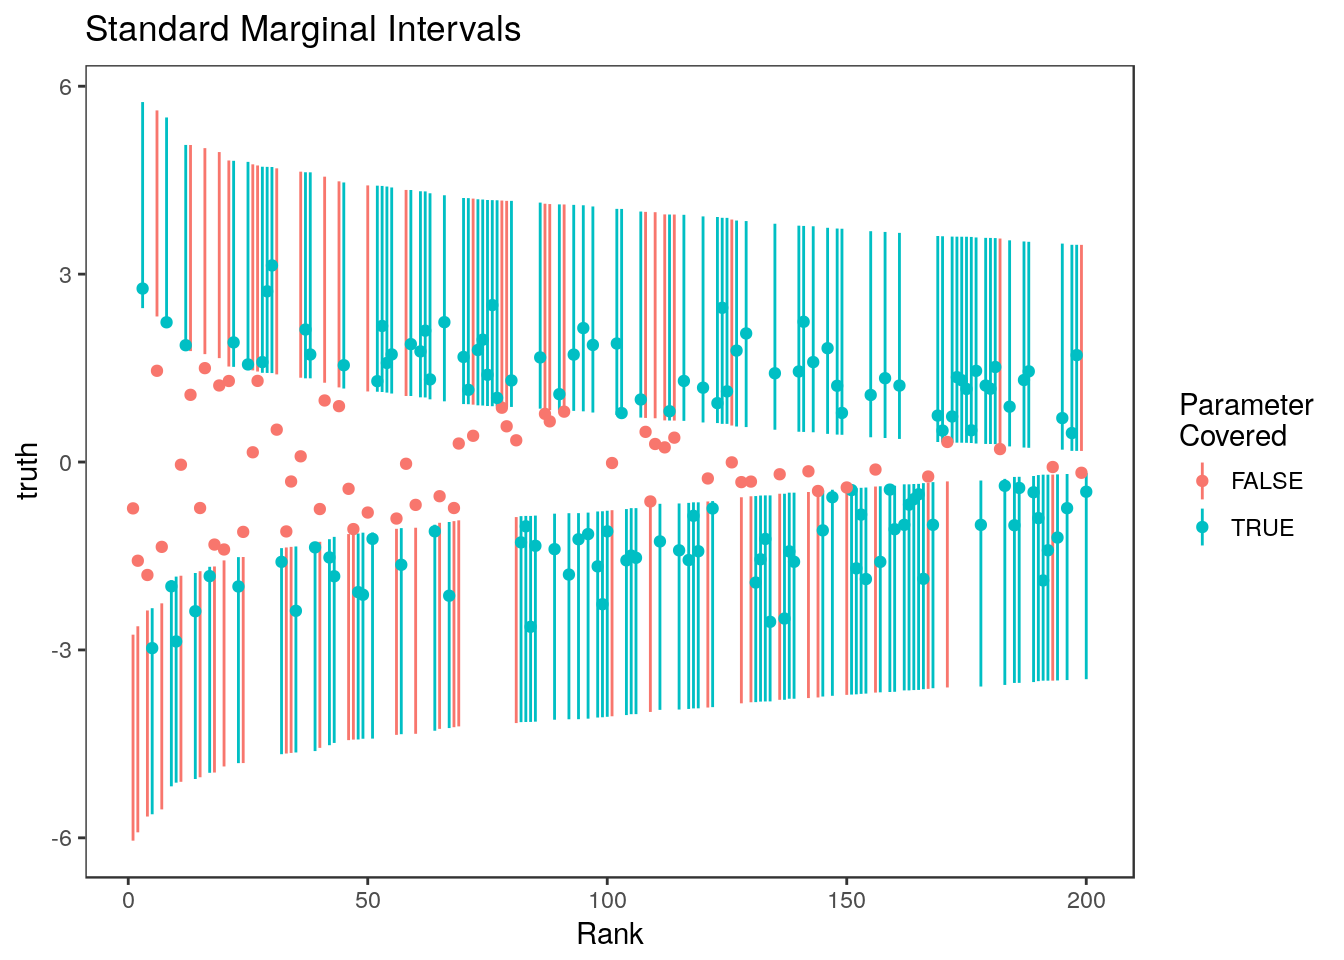 Standard Marginal Intervals
6
3
0
-3
-6
truth
0
50
100
150
200
Rank
Parameter
Covered
FALSE
TRUE